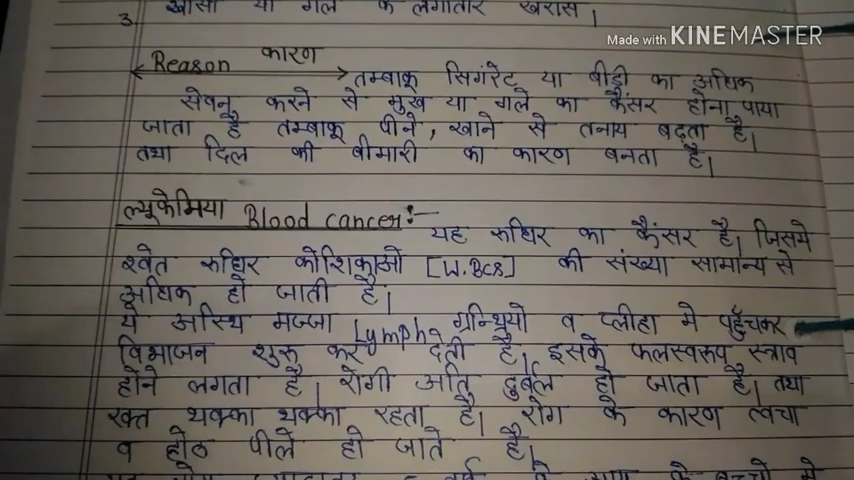 खांसी या गले के लगातार खरास।
3.
Made with KINEMASTER
Reason कारण
तम्बाकू सिगरेट या बीड़ी का अधिक
सेवन करने से मुख या गले का कैंसर होना पाया
जाता है तम्बाकू पीने, खाने से तनाय बढ़ता है।
तथा दिल की बीमारी का कारण बनता है।
ल्यूकेमिया Blood cancer:-
यह रुधिर का कैंसर है। जिसमे
श्वेत रुधिर कोशिकाओ [W.Bcs] की संख्या सामान्य से
अधिक हो जाती है।
ये अस्थि मज्जा Lymph ग्रन्थियो व प्लीहा मे पहुँचकर
विभाजन शुरू कर देती है। इसके फलस्वरूप स्त्राव
होने लगता है। रोगी अति दुर्बल हो जाता है। तथा
रक्त थक्का थक्का रहता है। रोग के कारण त्वचा
व होठ पीले हो जाते है।
के बच्चो मे